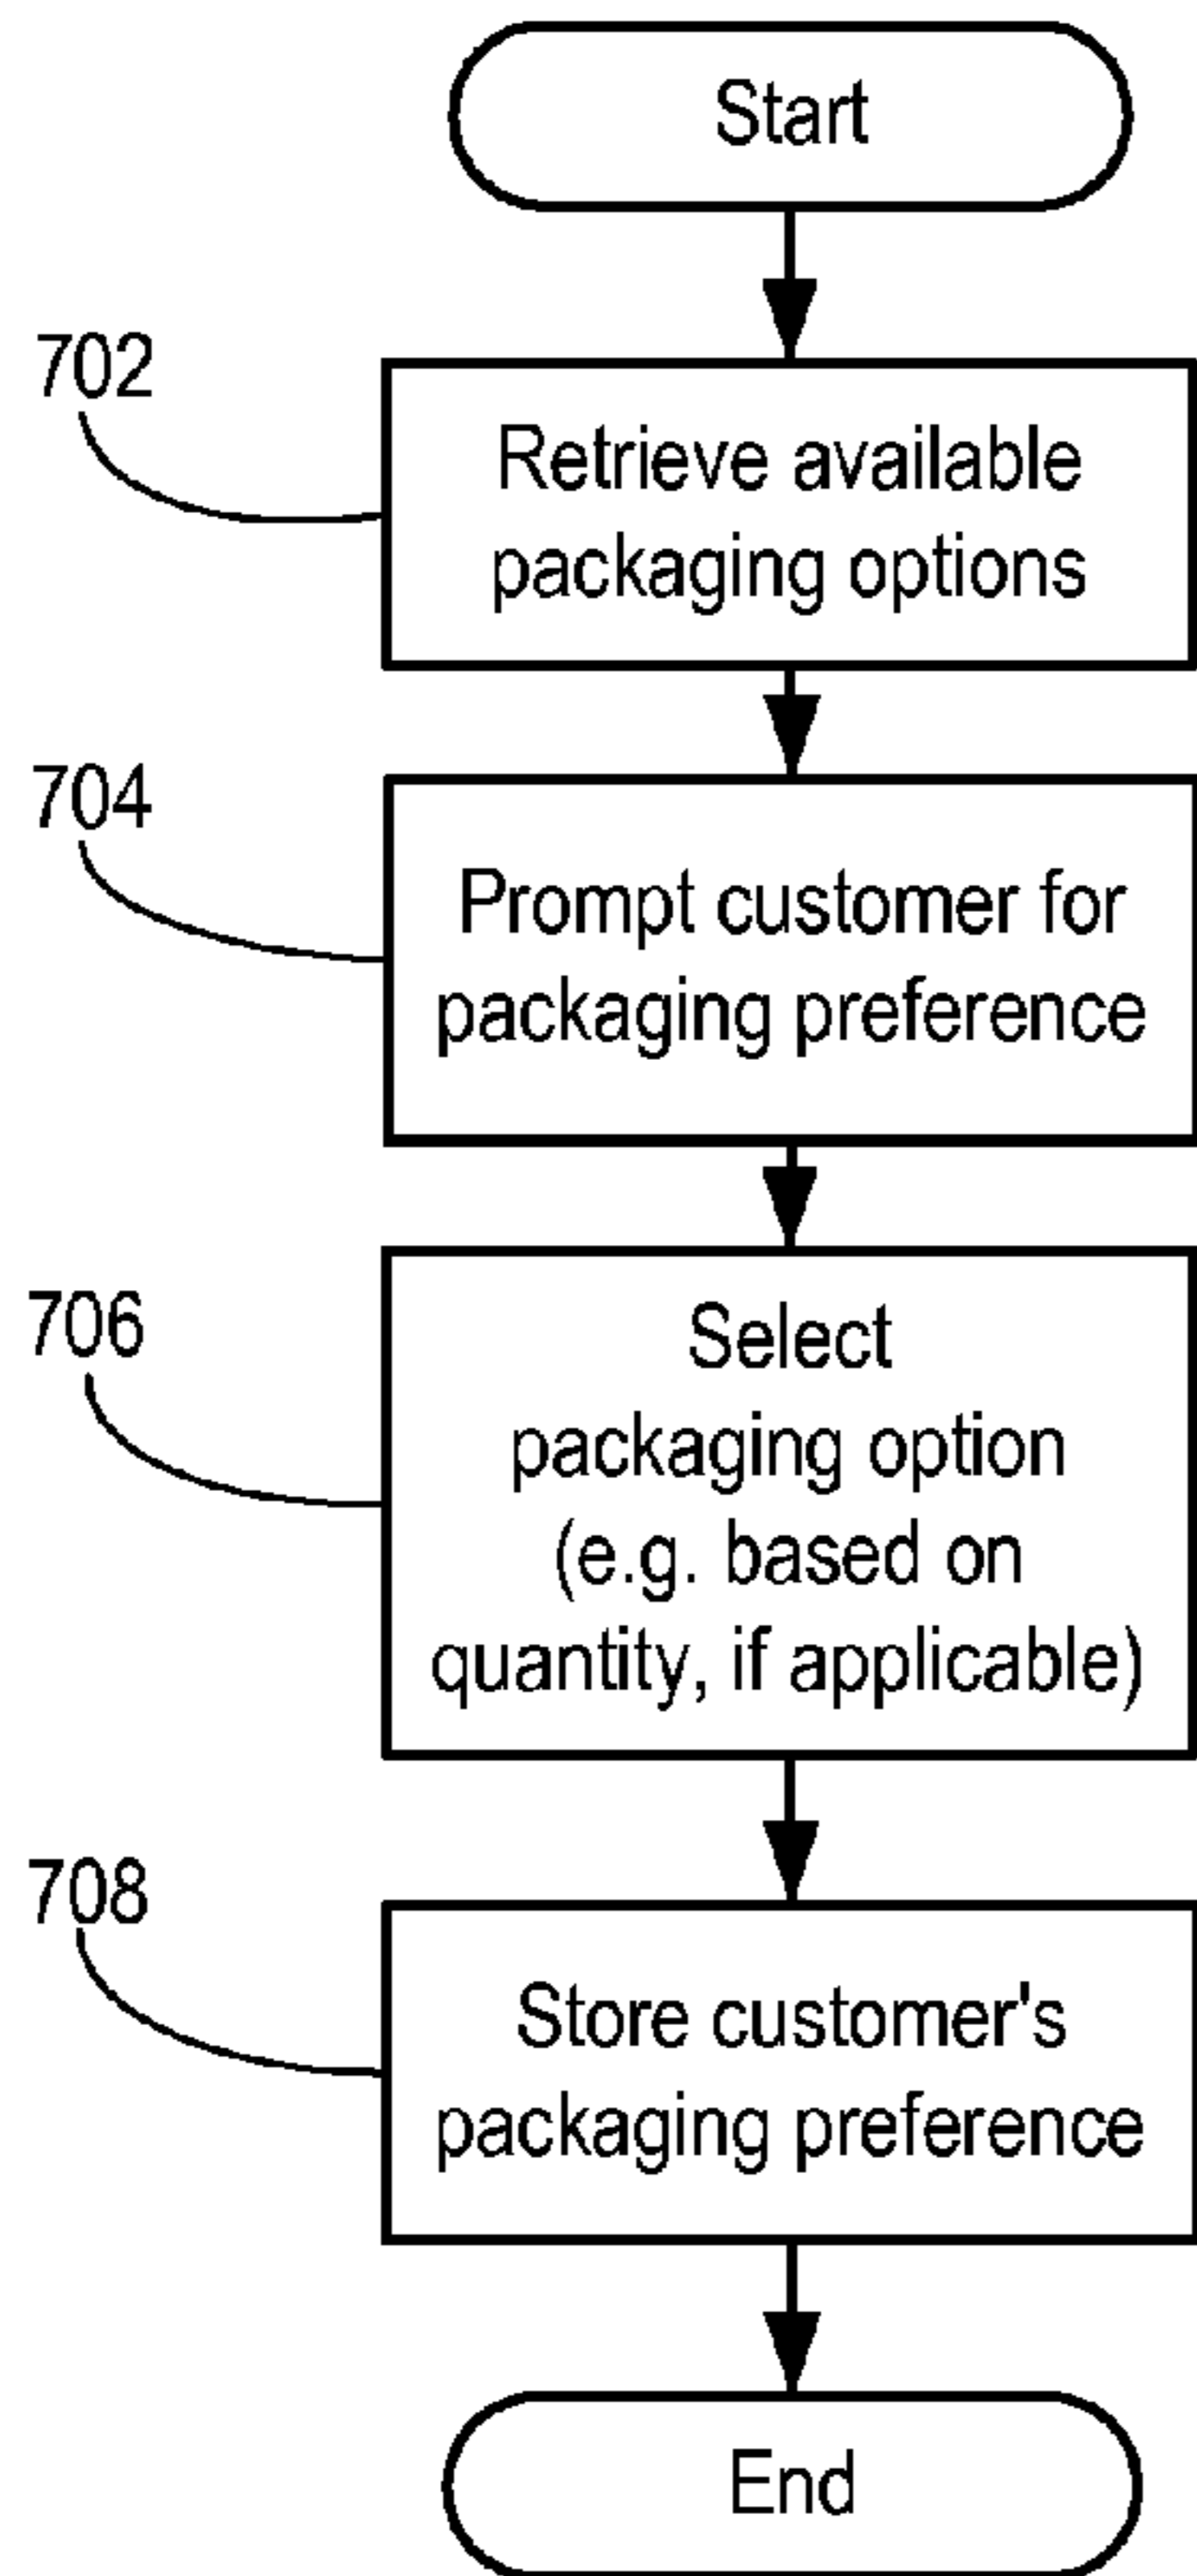 Start
702
Retrieve available
packaging options
704
Prompt customer for
packaging preference
706
Select
packaging option
(e.g. based on
quantity, if applicable)
708
Store customer's
packaging preference
End